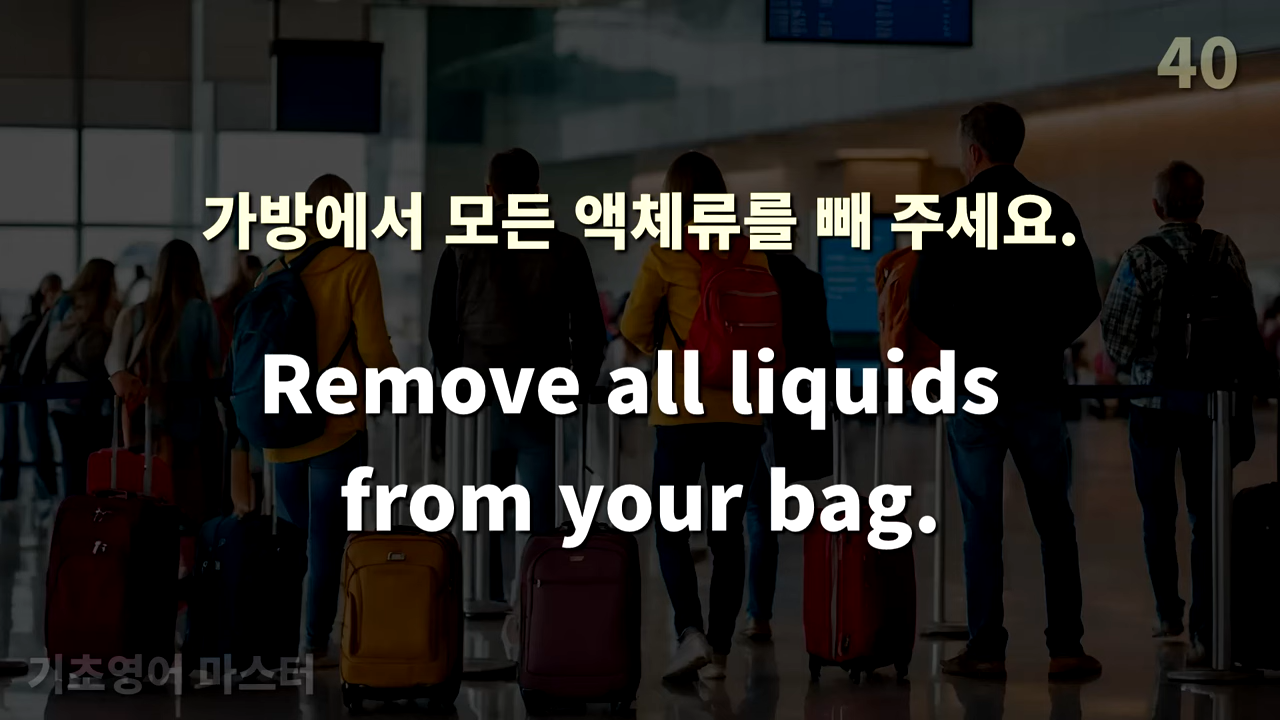 40
가방에서 모든 액체류를 빼 주세요.
Remove all liquids
from your bag.
기초영어 마스터